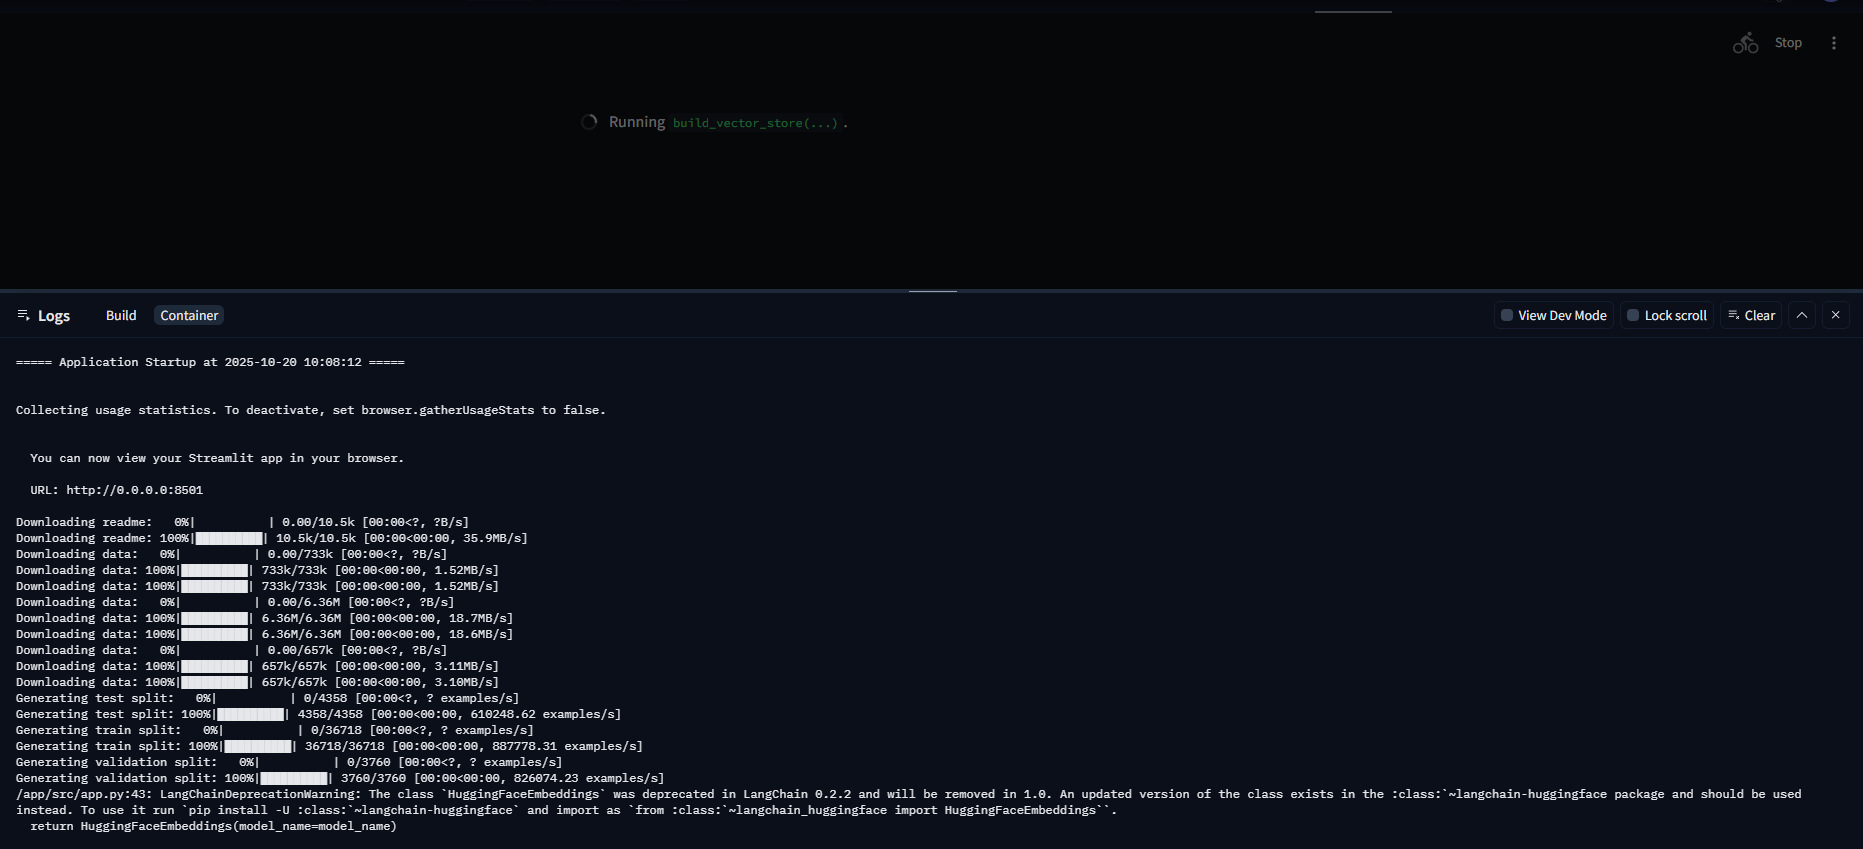 Stop
Running build_vector_store(...).
Logs Build Container View Dev Mode Lock scroll Clear
===== Application Startup at 2025-10-20 10:08:12 =====
Collecting usage statistics. To deactivate, set browser.gatherUsageStats to false.
You can now view your Streamlit app in your browser.
URL: http://0.0.0.0:8501
Downloading readme:   0%|          | 0.00/10.5k [00:00<?, ?B/s]
Downloading readme: 100%|██████████| 10.5k/10.5k [00:00<00:00, 35.9MB/s]
Downloading data:   0%|          | 0.00/733k [00:00<?, ?B/s]
Downloading data: 100%|██████████| 733k/733k [00:00<00:00, 1.52MB/s]
Downloading data: 100%|██████████| 733k/733k [00:00<00:00, 1.52MB/s]
Downloading data:   0%|          | 0.00/6.36M [00:00<?, ?B/s]
Downloading data: 100%|██████████| 6.36M/6.36M [00:00<00:00, 18.7MB/s]
Downloading data: 100%|██████████| 6.36M/6.36M [00:00<00:00, 18.6MB/s]
Downloading data:   0%|          | 0.00/657k [00:00<?, ?B/s]
Downloading data: 100%|██████████| 657k/657k [00:00<00:00, 3.11MB/s]
Downloading data: 100%|██████████| 657k/657k [00:00<00:00, 3.10MB/s]
Generating test split:   0%|          | 0/4358 [00:00<?, ? examples/s]
Generating test split: 100%|██████████| 4358/4358 [00:00<00:00, 610248.62 examples/s]
Generating train split:   0%|          | 0/36718 [00:00<?, ? examples/s]
Generating train split: 100%|██████████| 36718/36718 [00:00<00:00, 887778.31 examples/s]
Generating validation split:   0%|          | 0/3760 [00:00<?, ? examples/s]
Generating validation split: 100%|██████████| 3760/3760 [00:00<00:00, 826074.23 examples/s]
/app/src/app.py:43: LangChainDeprecationWarning: The class `HuggingFaceEmbeddings` was deprecated in LangChain 0.2.2 and will be removed in 1.0. An updated version of the class exists in the :class:`~langchain-huggingface package and should be used
instead. To use it run `pip install -U :class:`~langchain-huggingface` and import as `from :class:`~langchain_huggingface import HuggingFaceEmbeddings``.
return HuggingFaceEmbeddings(model_name=model_name)